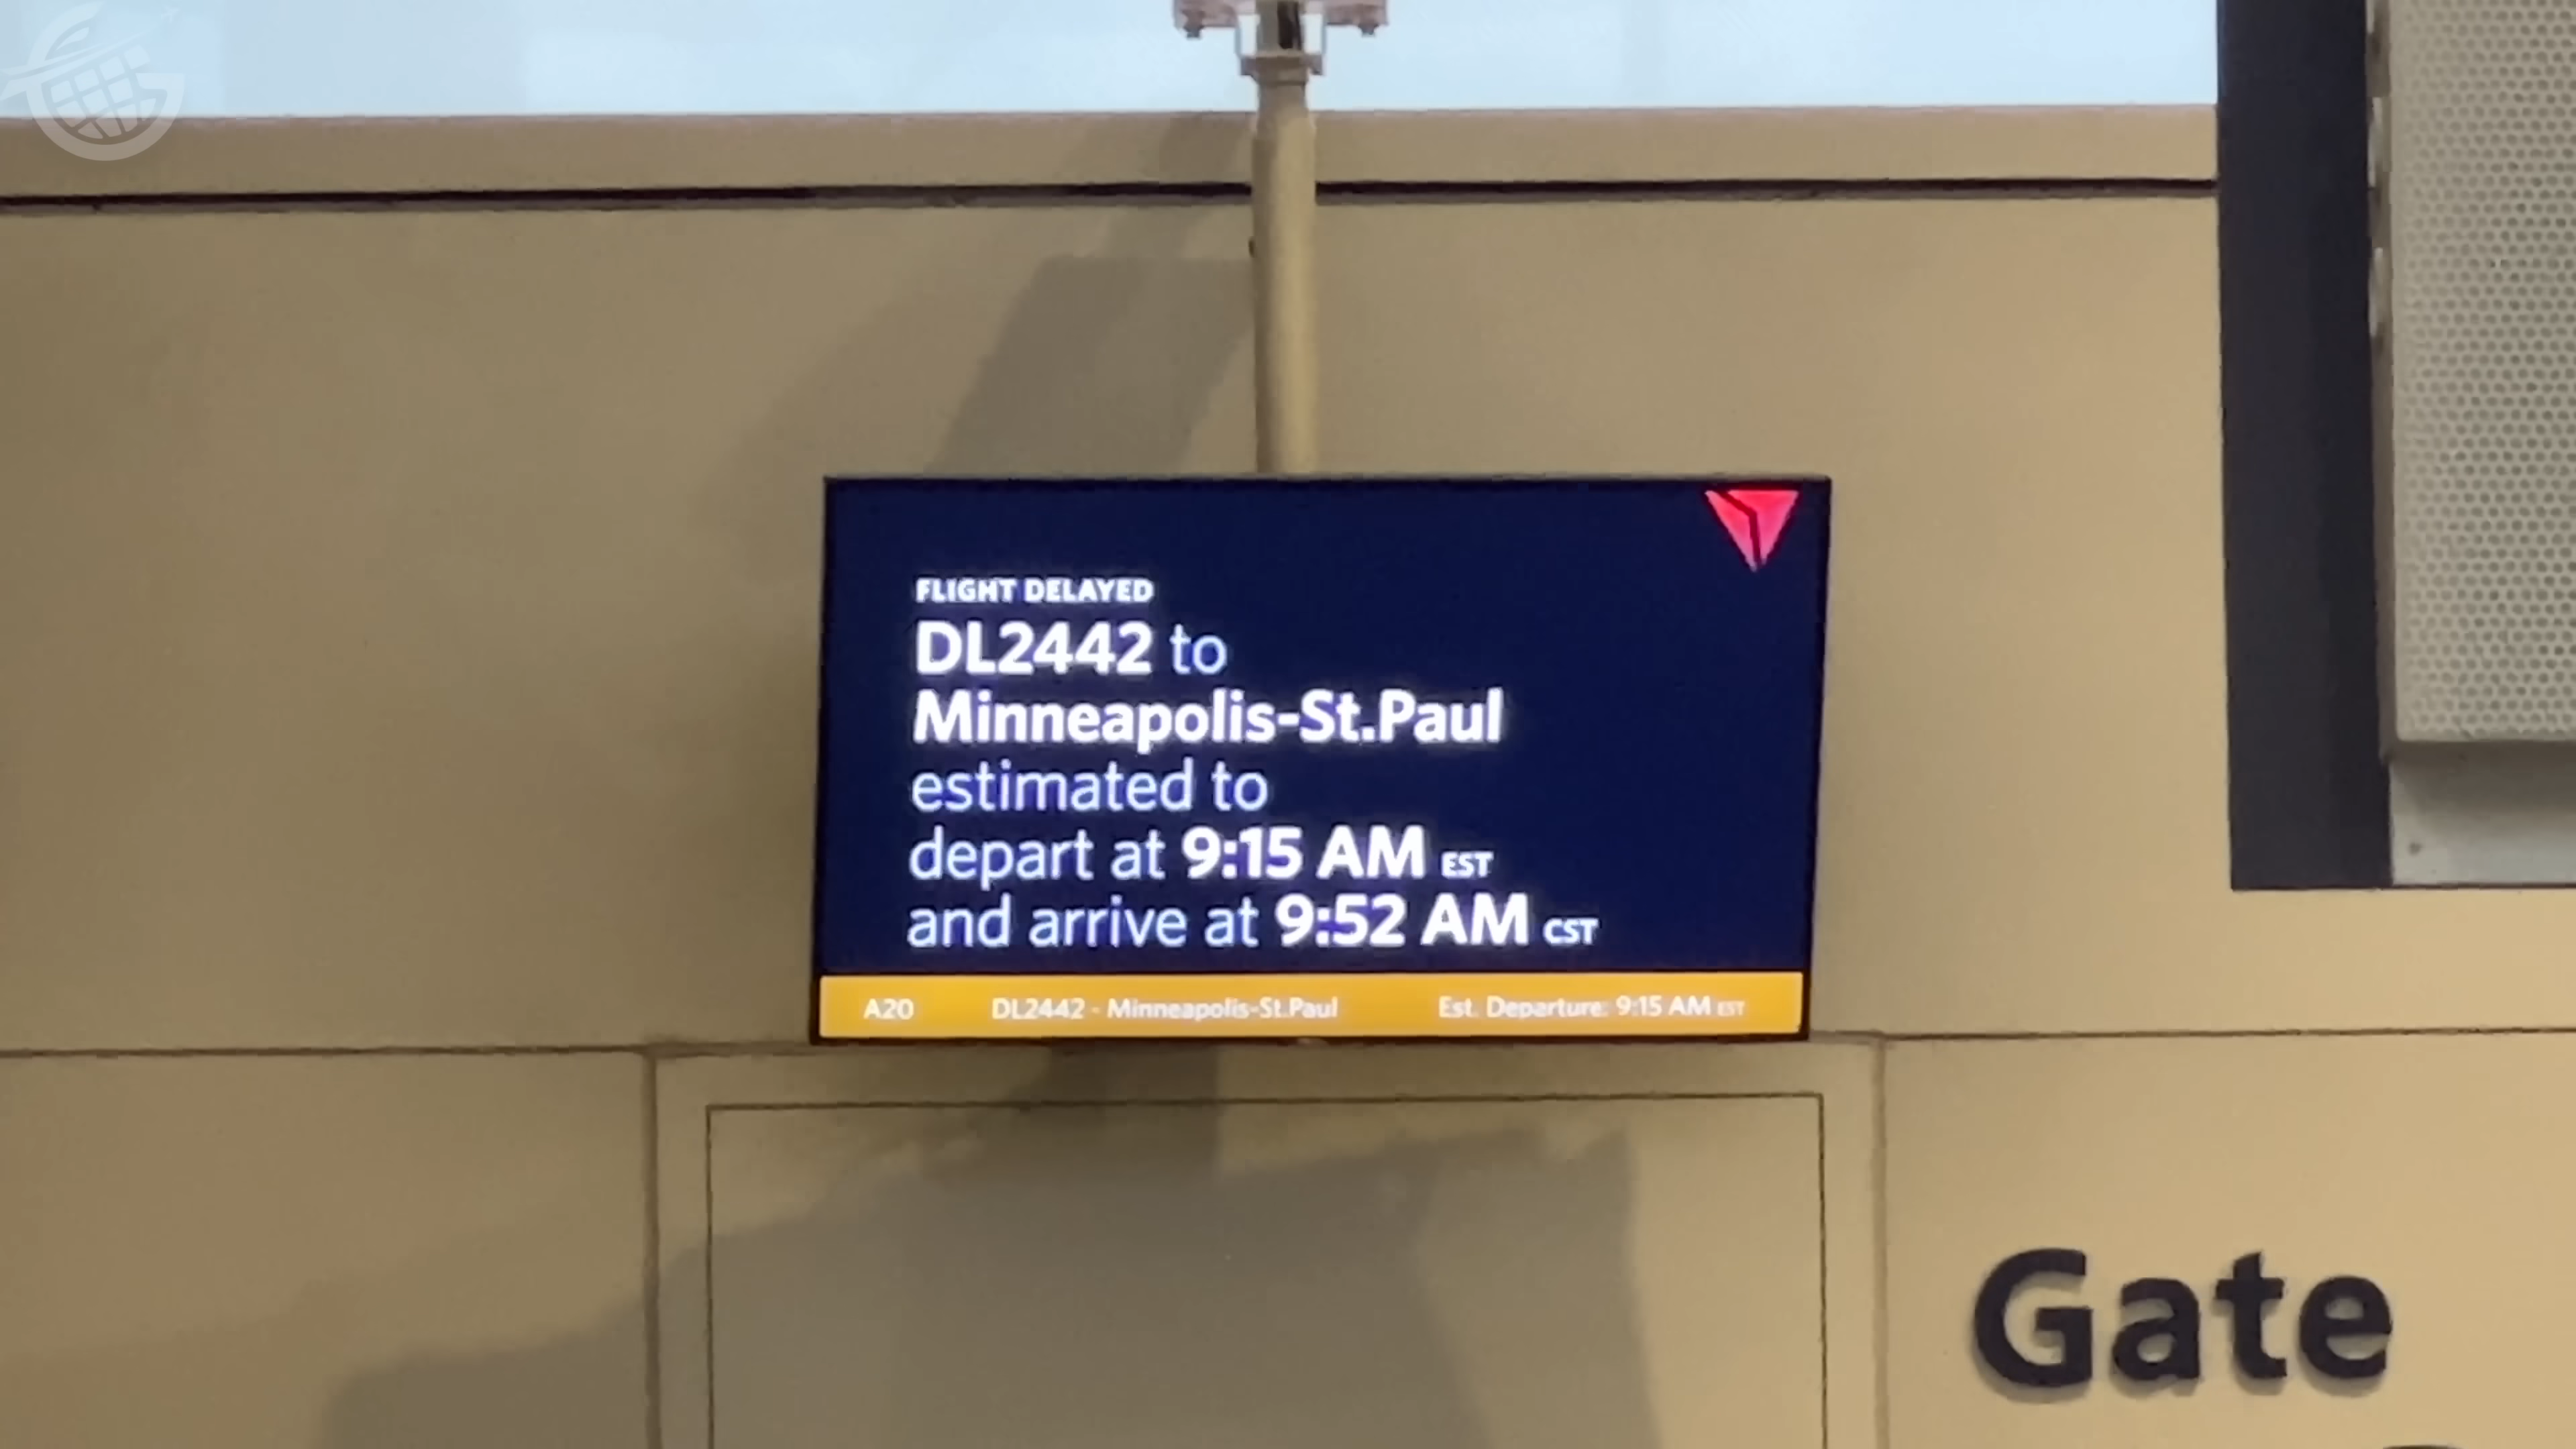 FLIGHT DELAYED
DL2442 to
Minneapolis-St.Paul
estimated to
depart at 9:15 AM EST
and arrive at 9:52 AM CST
A20 DL2442 - Minneapolis-St.Paul Est. Departure: 9:15 AM EST
Gate